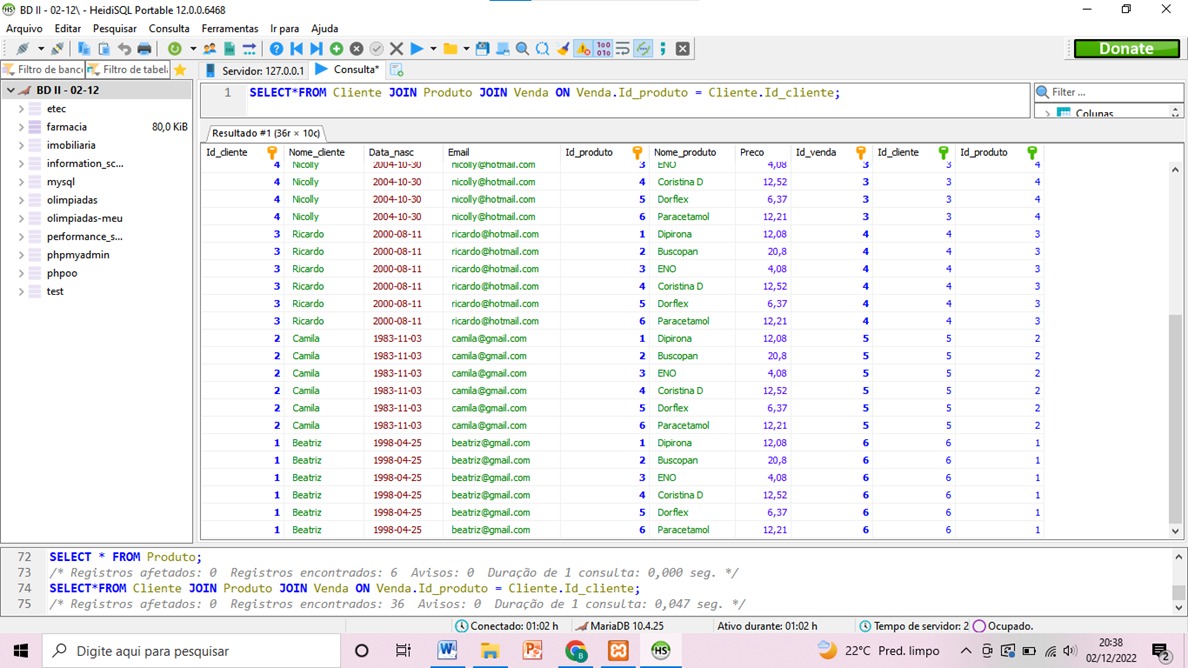 BD II - 02-12\ - HeidiSQL Portable 12.0.0.6468
Arquivo Editar Pesquisar Consulta Ferramentas Ir para Ajuda
Donate
Filtro de banc Filtro de tabel Servidor: 127.0.0.1 Consulta*
BD II - 02-12
etec
farmacia 80,0 KiB
imobiliaria
information_sc...
mysql
olimpiadas
olimpiadas-meu
performance_s...
phpmyadmin
phpoo
test
1 SELECT*FROM Cliente JOIN Produto JOIN Venda ON Venda.Id_produto = Cliente.Id_cliente;
Filter ...
Colunas
Resultado #1 (36r × 10c)
Id_cliente Nome_cliente Data_nasc Email Id_produto Nome_produto Preco Id_venda Id_cliente Id_produto
4 Nicolly 2004-10-30 nicolly@hotmail.com 3 ENO 4,08 3 3 4
4 Nicolly 2004-10-30 nicolly@hotmail.com 4 Coristina D 12,52 3 3 4
4 Nicolly 2004-10-30 nicolly@hotmail.com 5 Dorflex 6,37 3 3 4
4 Nicolly 2004-10-30 nicolly@hotmail.com 6 Paracetamol 12,21 3 3 4
3 Ricardo 2000-08-11 ricardo@hotmail.com 1 Dipirona 12,08 4 4 3
3 Ricardo 2000-08-11 ricardo@hotmail.com 2 Buscopan 20,8 4 4 3
3 Ricardo 2000-08-11 ricardo@hotmail.com 3 ENO 4,08 4 4 3
3 Ricardo 2000-08-11 ricardo@hotmail.com 4 Coristina D 12,52 4 4 3
3 Ricardo 2000-08-11 ricardo@hotmail.com 5 Dorflex 6,37 4 4 3
3 Ricardo 2000-08-11 ricardo@hotmail.com 6 Paracetamol 12,21 4 4 3
2 Camila 1983-11-03 camila@gmail.com 1 Dipirona 12,08 5 5 2
2 Camila 1983-11-03 camila@gmail.com 2 Buscopan 20,8 5 5 2
2 Camila 1983-11-03 camila@gmail.com 3 ENO 4,08 5 5 2
2 Camila 1983-11-03 camila@gmail.com 4 Coristina D 12,52 5 5 2
2 Camila 1983-11-03 camila@gmail.com 5 Dorflex 6,37 5 5 2
2 Camila 1983-11-03 camila@gmail.com 6 Paracetamol 12,21 5 5 2
1 Beatriz 1998-04-25 beatriz@gmail.com 1 Dipirona 12,08 6 6 1
1 Beatriz 1998-04-25 beatriz@gmail.com 2 Buscopan 20,8 6 6 1
1 Beatriz 1998-04-25 beatriz@gmail.com 3 ENO 4,08 6 6 1
1 Beatriz 1998-04-25 beatriz@gmail.com 4 Coristina D 12,52 6 6 1
1 Beatriz 1998-04-25 beatriz@gmail.com 5 Dorflex 6,37 6 6 1
1 Beatriz 1998-04-25 beatriz@gmail.com 6 Paracetamol 12,21 6 6 1
72 SELECT * FROM Produto;
73 /* Registros afetados: 0 Registros encontrados: 6 Avisos: 0 Duração de 1 consulta: 0,000 seg. */
74 SELECT*FROM Cliente JOIN Produto JOIN Venda ON Venda.Id_produto = Cliente.Id_cliente;
75 /* Registros afetados: 0 Registros encontrados: 36 Avisos: 0 Duração de 1 consulta: 0,047 seg. */
Conectado: 01:02 h MariaDB 10.4.25 Ativo durante: 01:02 h Tempo de servidor: 2 Ocupado.
Digite aqui para pesquisar
22°C Pred. limpo
20:38
02/12/2022
2